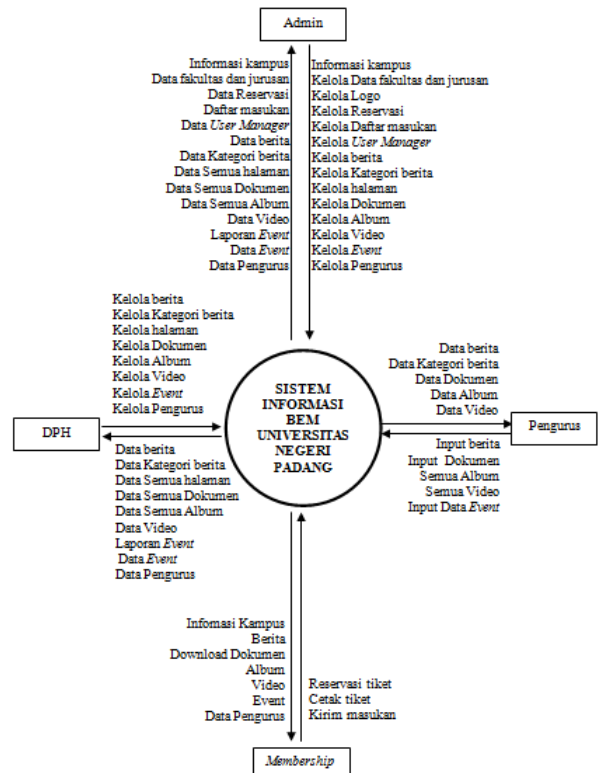 Admin
Informasi kampus
Data fakultas dan jurusan
Data Reservasi
Daftar masukan
Data User Manager
Data berita
Data Kategori berita
Data Semua halaman
Data Semua Dokumen
Data Semua Album
Data Video
Laporan Event
Data Event
Data Pengurus
Informasi kampus
Kelola Data fakultas dan jurusan
Kelola Logo
Kelola Reservasi
Kelola Daftar masukan
Kelola User Manager
Kelola berita
Kelola Kategori berita
Kelola halaman
Kelola Dokumen
Kelola Album
Kelola Video
Kelola Event
Kelola Pengurus
Kelola berita
Kelola Kategori berita
Kelola halaman
Kelola Dokumen
Kelola Album
Kelola Video
Kelola Event
Kelola Pengurus
DPH
Data berita
Data Kategori berita
Data Semua halaman
Data Semua Dokumen
Data Semua Album
Data Video
Laporan Event
Data Event
Data Pengurus
SISTEM
INFORMASI
BEM
UNIVERSITAS
NEGERI
PADANG
Data berita
Data Kategori berita
Data Dokumen
Data Album
Data Video
Pengurus
Input berita
Input Dokumen
Semua Album
Semua Video
Input Data Event
Infomasi Kampus
Berita
Download Dokumen
Album
Video
Event
Data Pengurus
Reservasi tiket
Cetak tiket
Kirim masukan
Membership